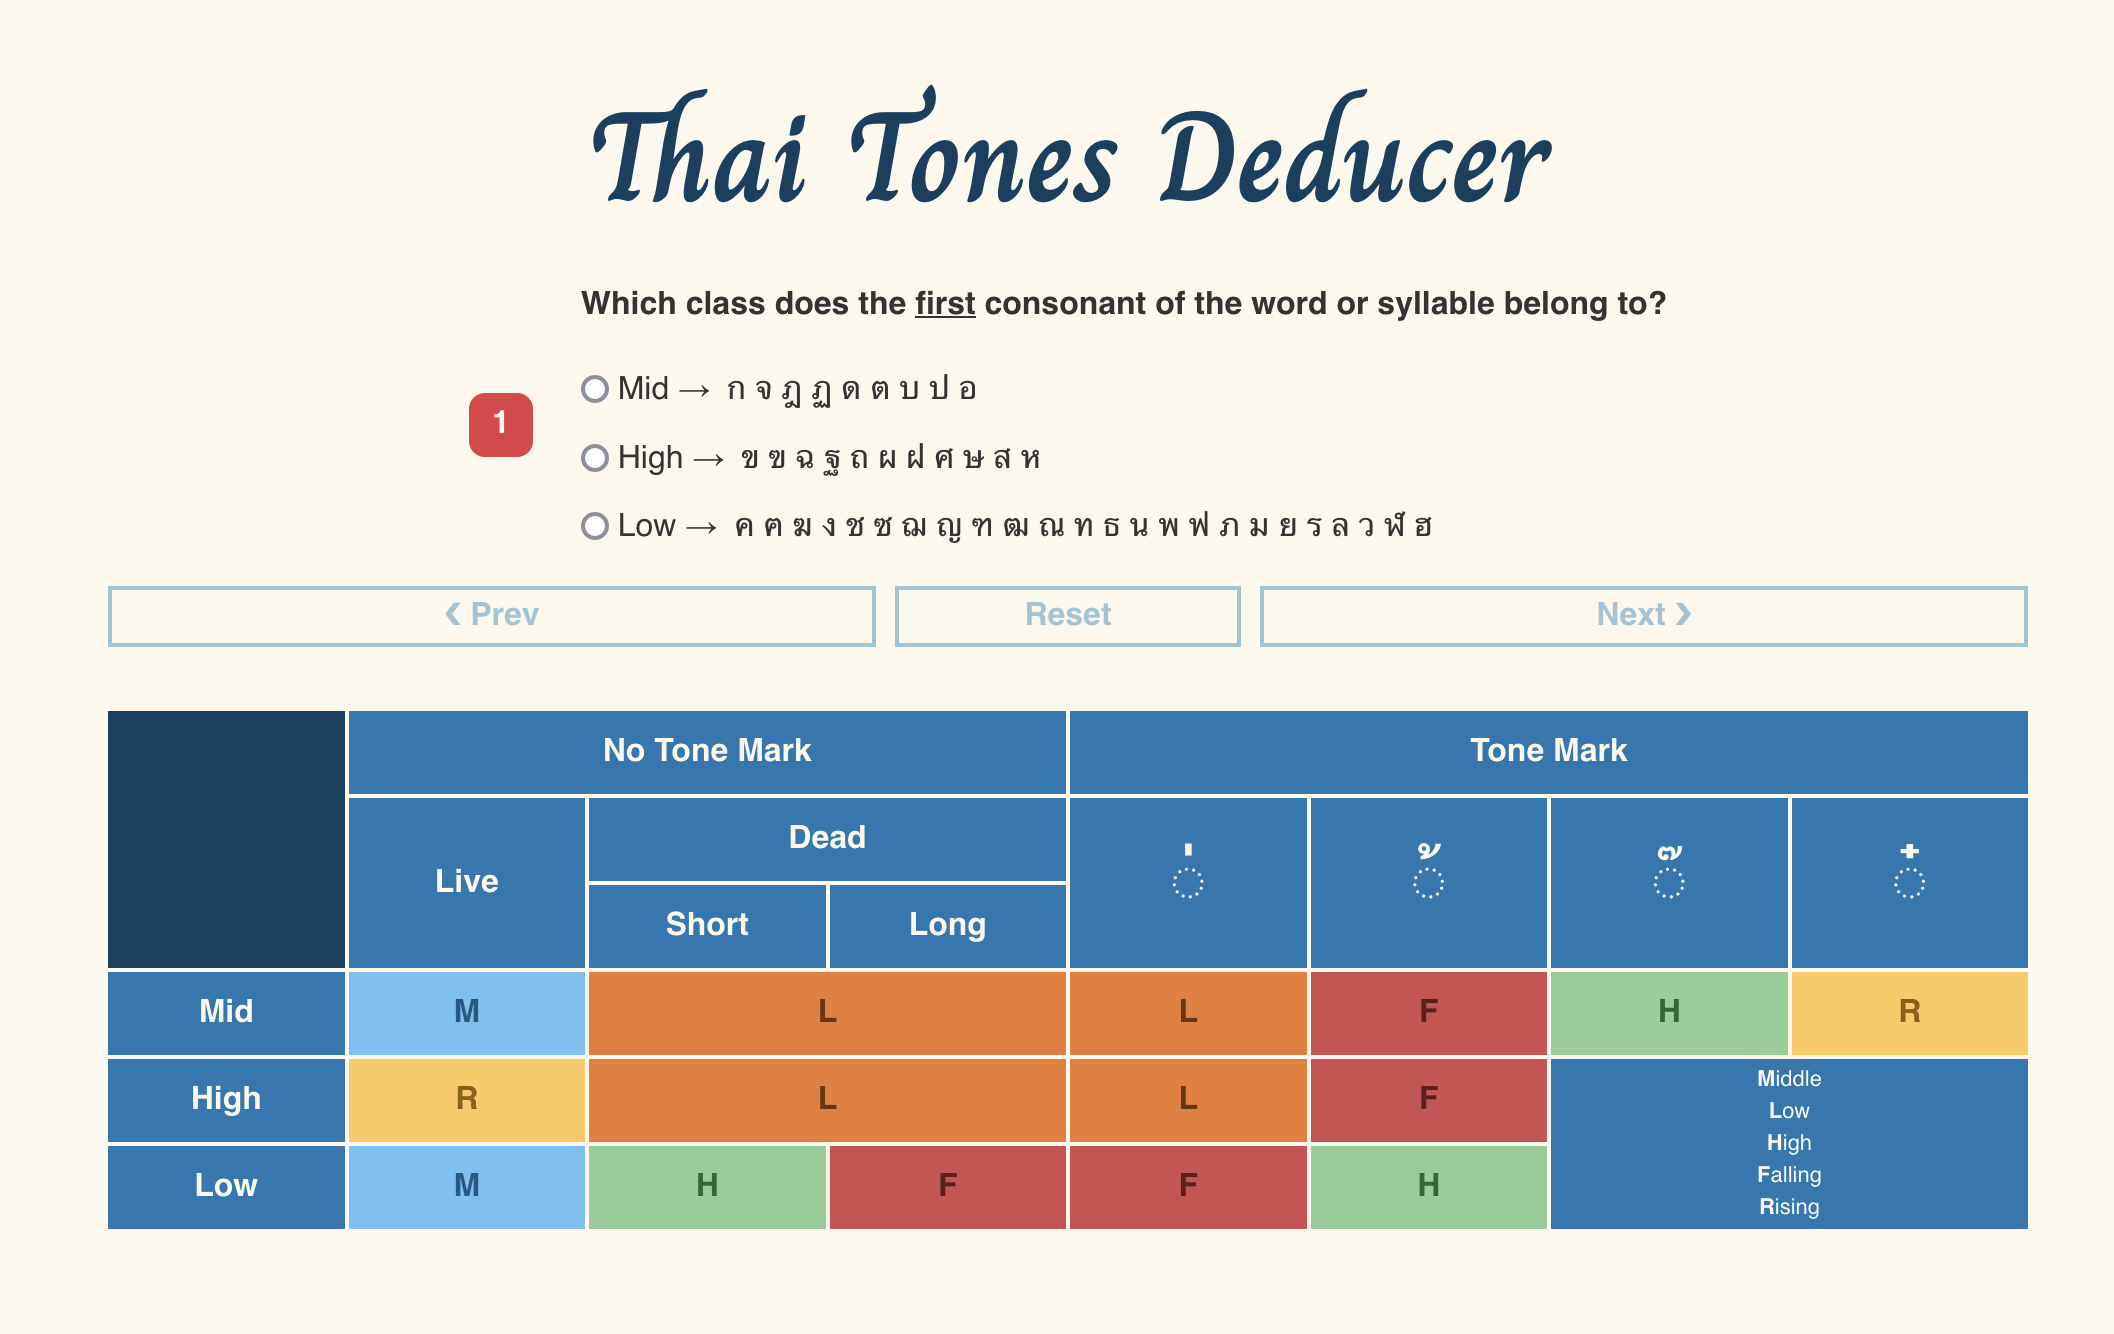 Thai Tones Deducer
Which class does the first consonant of the word or syllable belong to?
1
Mid → ก จ ฎ ฏ ด ต บ ป อ
High → ข ฃ ฉ ฐ ถ ผ ฝ ศ ษ ส ห
Low → ค ฅ ฆ ง ช ซ ฌ ญ ฑ ฒ ณ ท ธ น พ ฟ ภ ม ย ร ล ว ฬ ฮ
❮ Prev
Reset
Next ❯
No Tone Mark
Tone Mark
Live
Dead
Short
Long
◌่
◌้
◌๊
◌๋
Mid
M
L
L
F
H
R
High
R
L
L
F
Middle
Low
High
Falling
Rising
Low
M
H
F
F
H